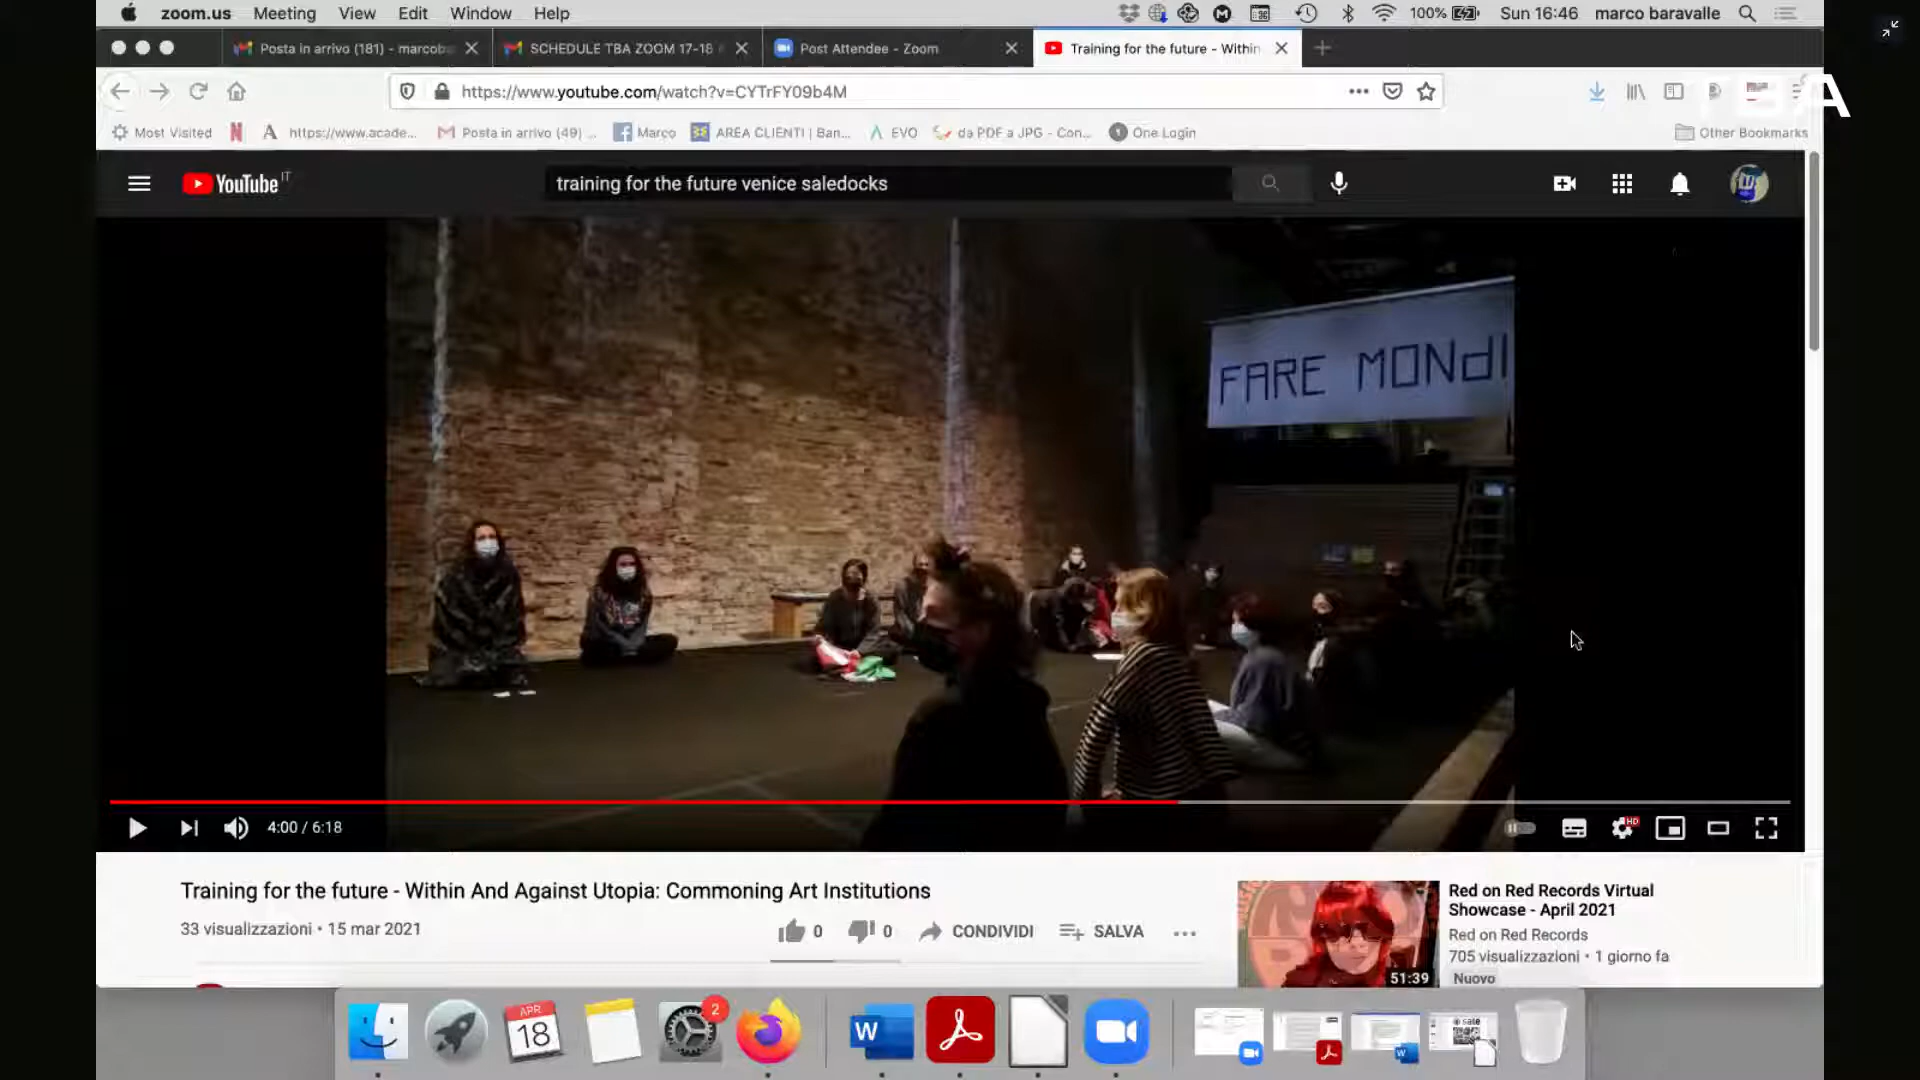 zoom.us Meeting View Edit Window Help 100% Sun 16:46 marco baravalle
Posta in arrivo (181) - marcoba
SCHEDULE TBA ZOOM 17-18
Post Attendee - Zoom
Training for the future - Within
https://www.youtube.com/watch?v=CYTrFY09b4M
TBA
Most Visited N A https://www.acade... Posta in arrivo (49) ... Marco AREA CLIENTI | Ban... EVO da PDF a JPG - Con... One Login Other Bookmarks
YouTube IT
training for the future venice saledocks
FARE MONdI
4:00 / 6:18
HD
Training for the future - Within And Against Utopia: Commoning Art Institutions
33 visualizzazioni • 15 mar 2021
0 0 CONDIVIDI SALVA
Red on Red Records Virtual
Showcase - April 2021
Red on Red Records
705 visualizzazioni • 1 giorno fa
Nuovo
51:39
APR
18
2
W
sale